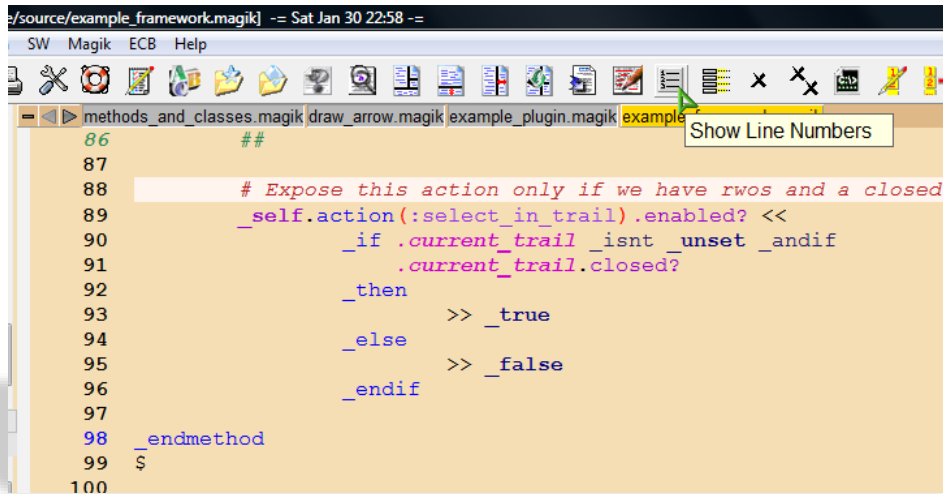 e/source/example_framework.magik] -= Sat Jan 30 22:58 -=
SW Magik ECB Help
methods_and_classes.magik draw_arrow.magik example_plugin.magik example
Show Line Numbers
86 ##
87
88 # Expose this action only if we have rwos and a closed
89 _self.action(:select_in_trail).enabled? <<
90 _if .current_trail _isnt _unset _andif
91 .current_trail.closed?
92 _then
93 >> _true
94 _else
95 >> _false
96 _endif
97
98 _endmethod
99 $
100